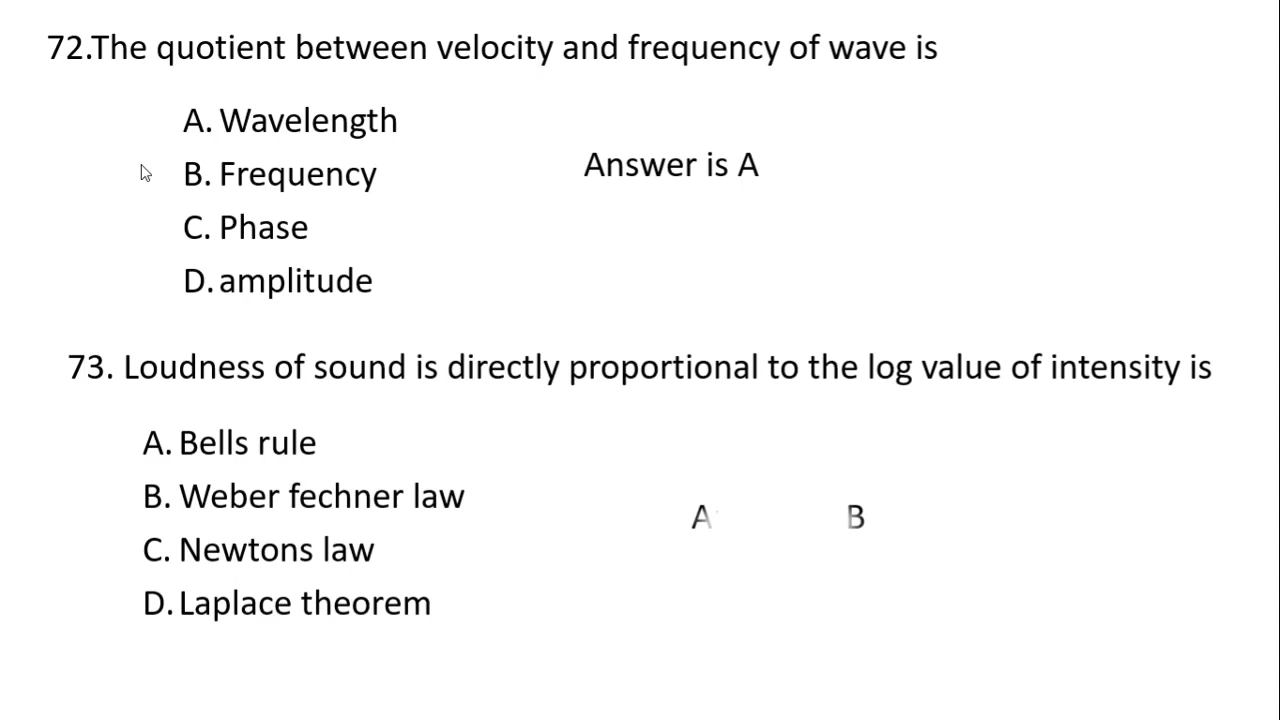 72.The quotient between velocity and frequency of wave is
A. Wavelength
B. Frequency
Answer is A
C. Phase
D. amplitude
73. Loudness of sound is directly proportional to the log value of intensity is
A. Bells rule
B. Weber fechner law
A B
C. Newtons law
D. Laplace theorem